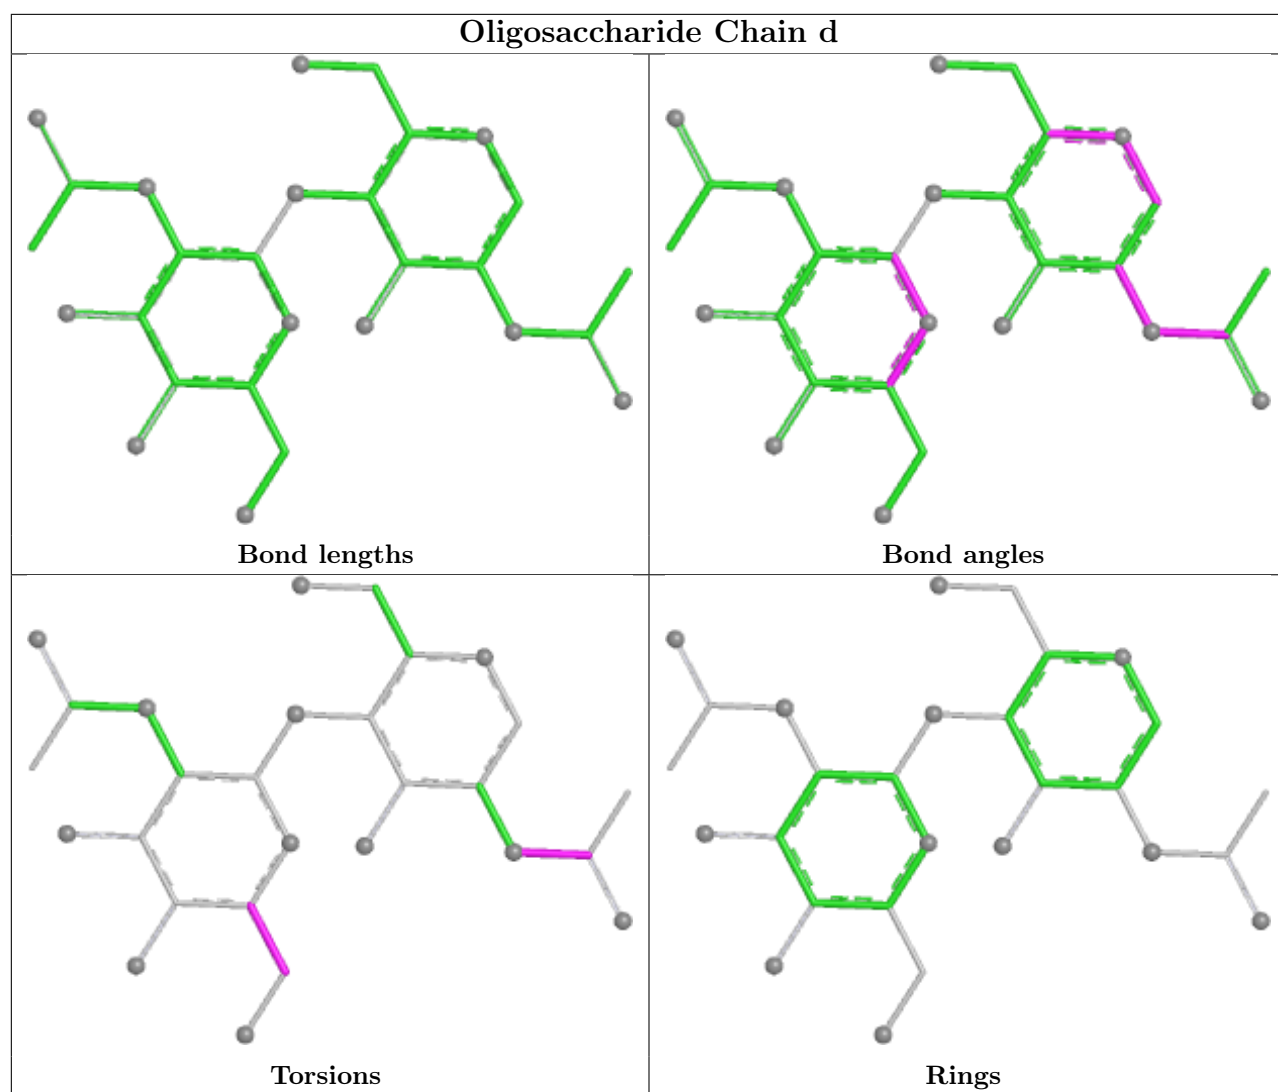 Oligosaccharide Chain d
Bond lengths
Bond angles
Torsions
Rings